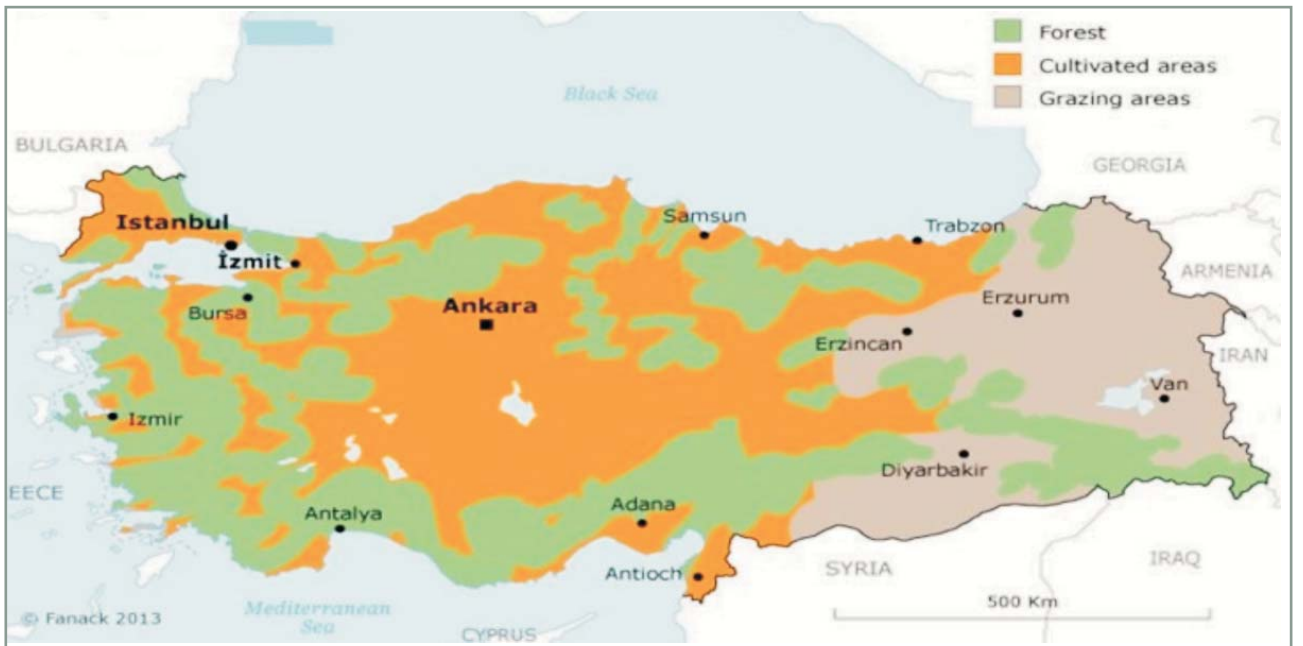 Forest
Cultivated areas
Grazing areas
Black Sea
BULGARIA
GEORGIA
Istanbul
Samsun
Trabzon
İzmit
ARMENIA
Bursa
Ankara
Erzurum
Erzincan
IRAN
Van
Izmir
Diyarbakir
EECE
Antalya
Adana
Antioch
SYRIA
IRAQ
500 Km
© Fanack 2013
Mediterranean
Sea
CYPRUS